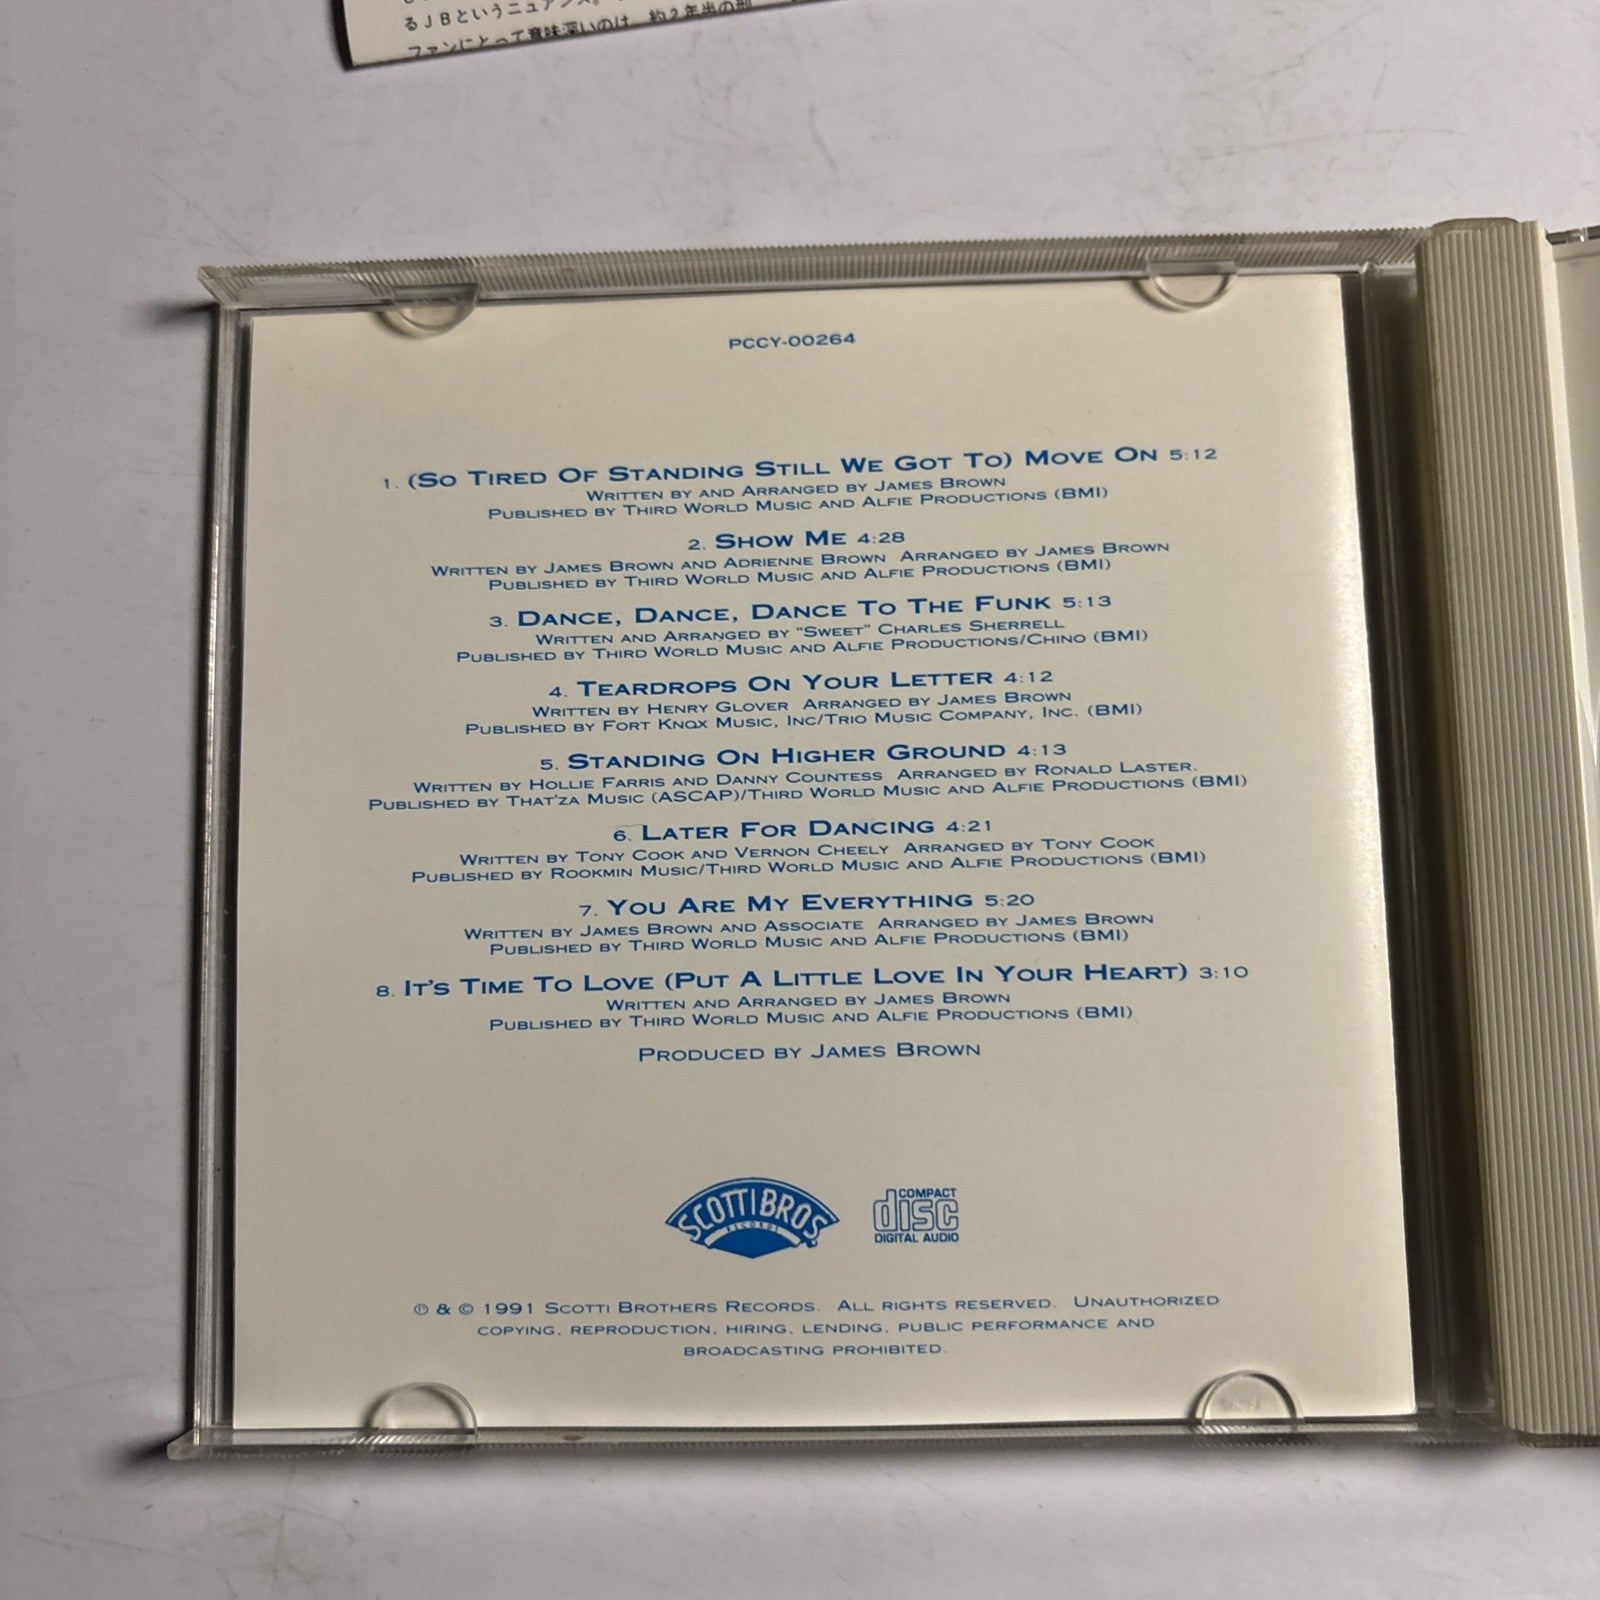 るJBというニュアンス。
ファンにとって意味深いのは、約2年半の刑
PCCY-00264
1. (So Tired Of Standing Still We Got To) Move On 5:12
Written by and Arranged by James Brown
Published by Third World Music and Alfie Productions (BMI)
2. Show Me 4:28
Written by James Brown and Adrienne Brown Arranged by James Brown
Published by Third World Music and Alfie Productions (BMI)
3. Dance, Dance, Dance To The Funk 5:13
Written and Arranged by "Sweet" Charles Sherrell
Published by Third World Music and Alfie Productions/Chino (BMI)
4. Teardrops On Your Letter 4:12
Written by Henry Glover Arranged by James Brown
Published by Fort Knox Music, Inc/Trio Music Company, Inc. (BMI)
5. Standing On Higher Ground 4:13
Written by Hollie Farris and Danny Countess Arranged by Ronald Laster.
Published by That'za Music (ASCAP)/Third World Music and Alfie Productions (BMI)
6. Later For Dancing 4:21
Written by Tony Cook and Vernon Cheely Arranged by Tony Cook
Published by Rookmin Music/Third World Music and Alfie Productions (BMI)
7. You Are My Everything 5:20
Written by James Brown and Associate Arranged by James Brown
Published by Third World Music and Alfie Productions (BMI)
8. It's Time To Love (Put A Little Love In Your Heart) 3:10
Written and Arranged by James Brown
Published by Third World Music and Alfie Productions (BMI)
Produced by James Brown
SCOTTI BROS.
RECORDS
COMPACT
disc
DIGITAL AUDIO
℗ & © 1991 Scotti Brothers Records. All rights reserved. Unauthorized
copying, reproduction, hiring, lending, public performance and
broadcasting prohibited.